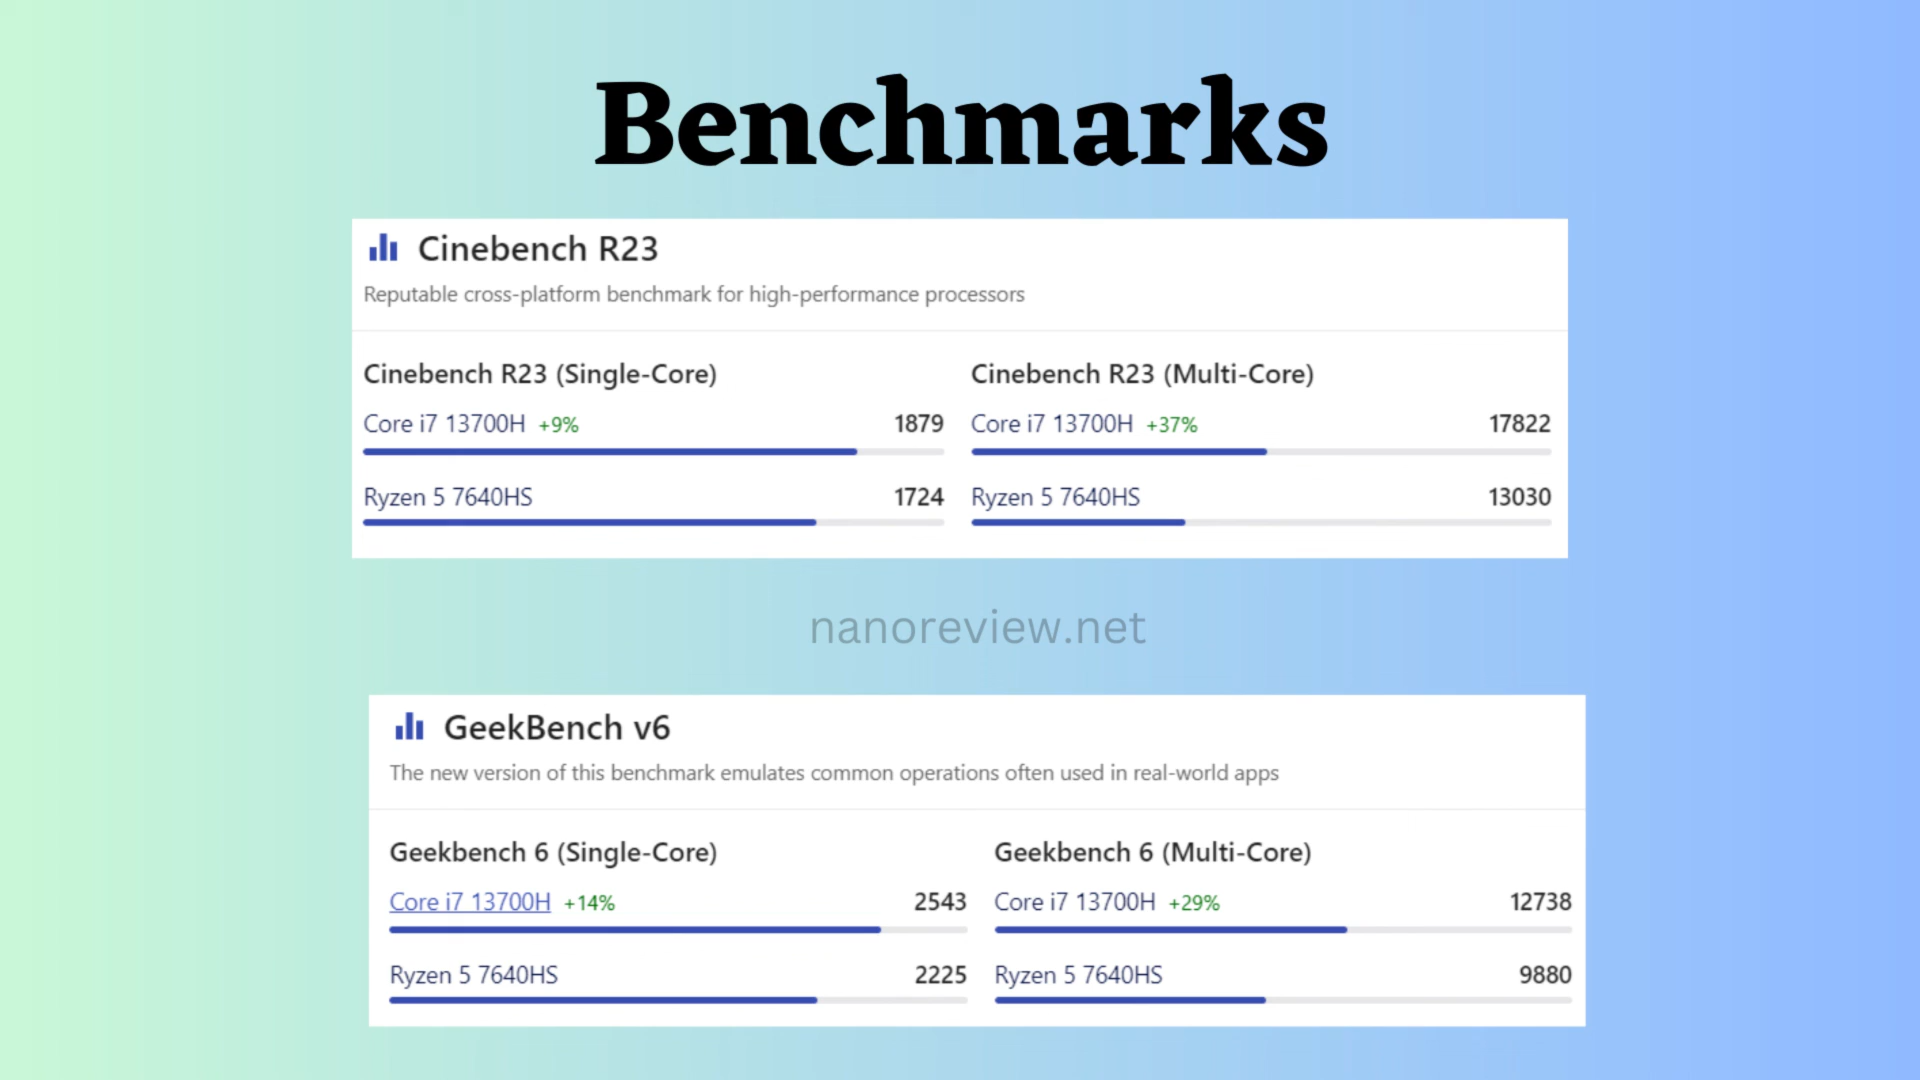 Benchmarks
Cinebench R23
Reputable cross-platform benchmark for high-performance processors
Cinebench R23 (Single-Core)
Core i7 13700H +9% 1879
Ryzen 5 7640HS 1724
Cinebench R23 (Multi-Core)
Core i7 13700H +37% 17822
Ryzen 5 7640HS 13030
nanoreview.net
GeekBench v6
The new version of this benchmark emulates common operations often used in real-world apps
Geekbench 6 (Single-Core)
Core i7 13700H +14% 2543
Ryzen 5 7640HS 2225
Geekbench 6 (Multi-Core)
Core i7 13700H +29% 12738
Ryzen 5 7640HS 9880